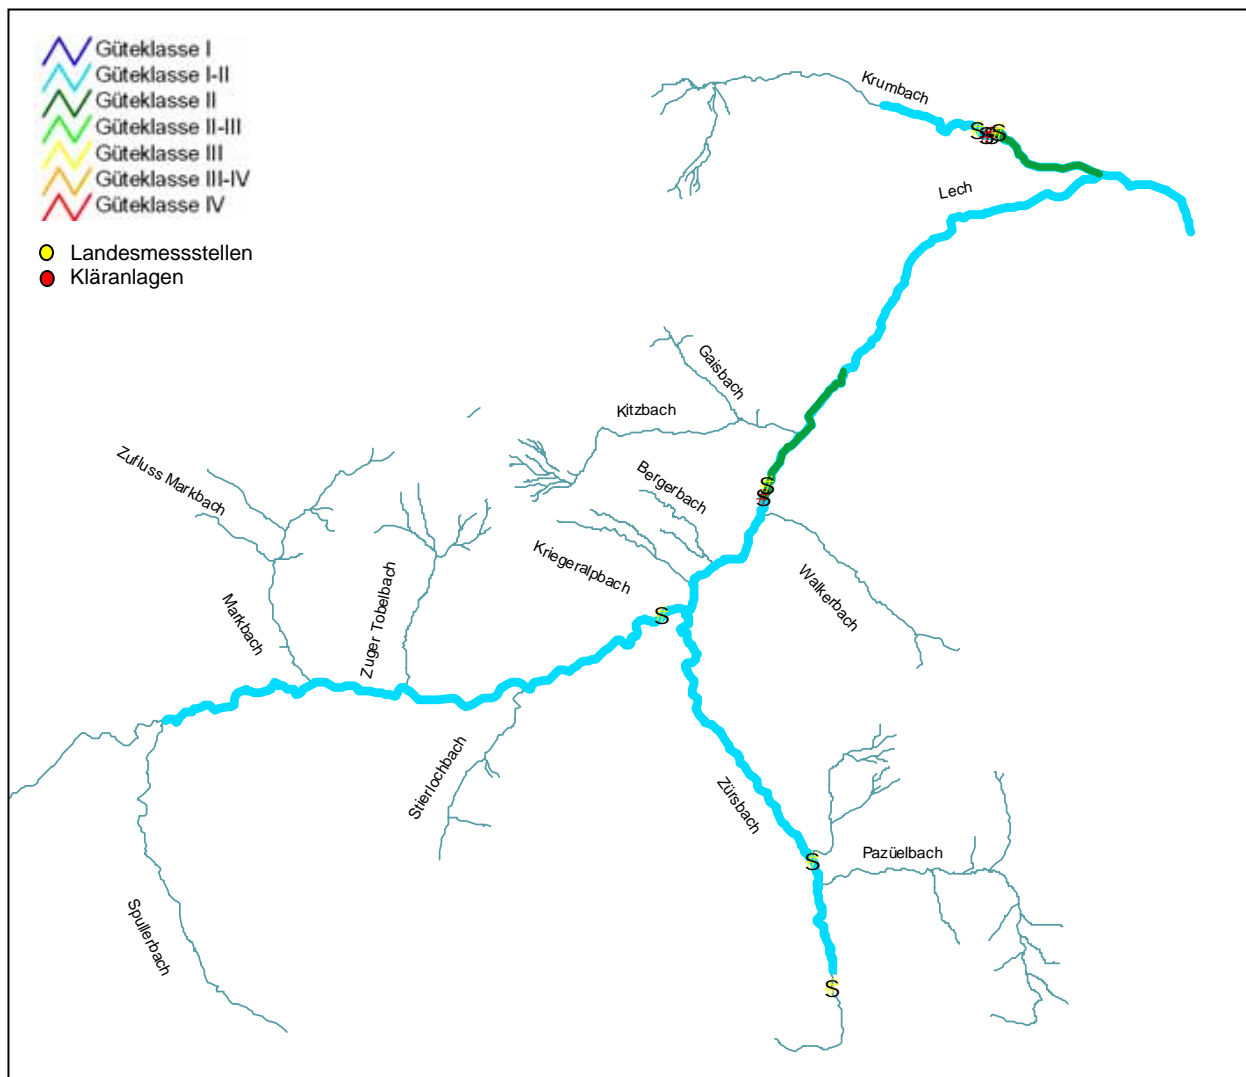 Güteklasse I
Güteklasse I-II
Güteklasse II
Güteklasse II-III
Güteklasse III
Güteklasse III-IV
Güteklasse IV
Landesmessstellen
Kläranlagen
Krumbach
S
S
S
S
Lech
Gaisbach
Kitzbach
Zufluss Markbach
Bergerbach
S
S
Kriegeralpbach
Walkerbach
Zuger Tobelbach
Markbach
S
Stierlochbach
Zürsbach
S
Pazüelbach
Spullerbach
S